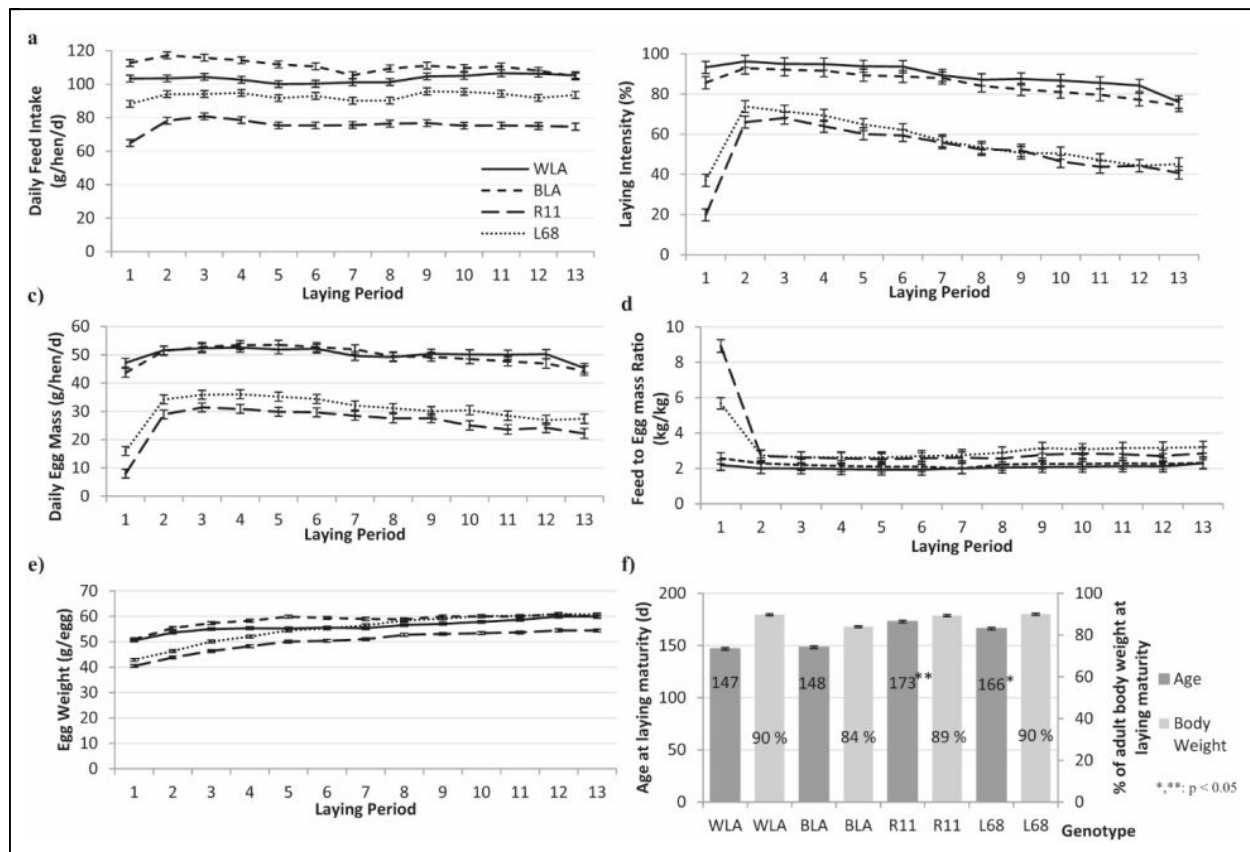 a
Daily Feed Intake
(g/hen/d)
120
100
80
60
40
20
0
WLA
BLA
R11
L68
1 2 3 4 5 6 7 8 9 10 11 12 13
Laying Period
Laying Intensity (%)
100
80
60
40
20
0
1 2 3 4 5 6 7 8 9 10 11 12 13
Laying Period
c)
Daily Egg Mass (g/hen/d)
60
50
40
30
20
10
0
1 2 3 4 5 6 7 8 9 10 11 12 13
Laying Period
d
Feed to Egg mass Ratio
(kg/kg)
10
8
6
4
2
0
1 2 3 4 5 6 7 8 9 10 11 12 13
Laying Period
e)
Egg Weight (g/egg)
70
60
50
40
30
20
10
0
1 2 3 4 5 6 7 8 9 10 11 12 13
Laying Period
f)
Age at laying maturity (d)
200
150
100
50
0
147 148 173** 166*
90 % 84 % 89 % 90 %
100
80
60
40
20
0
% of adult body weight at
laying maturity
Age
Body
Weight
*,**: p < 0.05
WLA WLA BLA BLA R11 R11 L68 L68
Genotype